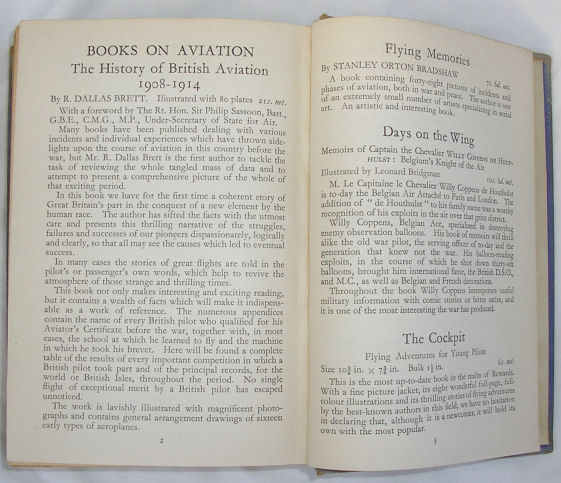 BOOKS ON AVIATION
The History of British Aviation
1908-1914
By R. DALLAS BRETT. Illustrated with 80 plates 21s. net.
With a foreword by The Rt. Hon. Sir Philip Sassoon, Bart.,
G.B.E., C.M.G., M.P., Under-Secretary of State for Air.
Many books have been published dealing with various
incidents and individual experiences which have thrown side-
lights upon the course of aviation in this country before the
war, but Mr. R. Dallas Brett is the first author to tackle the
task of reviewing the whole tangled mass of data and to
attempt to present a comprehensive picture of the whole of
that exciting period.
In this book we have for the first time a coherent story of
Great Britain's part in the conquest of a new element by the
human race. The author has sifted the facts with the utmost
care and presents this thrilling narrative of the struggles,
failures and successes of our pioneers dispassionately, logically
and clearly, so that all may see the causes which led to eventual
success.
In many cases the stories of great flights are told in the
pilot's or passenger's own words, which help to revive the
atmosphere of those strange and thrilling times.
This book not only makes interesting and exciting reading,
but it contains a wealth of facts which will make it indispens-
able as a work of reference. The numerous appendices
contain the name of every British pilot who qualified for his
Aviator's Certificate before the war, together with, in most
cases, the school at which he learned to fly and the machine
in which he took his brevet. Here will be found a complete
table of the results of every important competition in which a
British pilot took part and of the principal records, for the
world or British Isles, throughout the period. No single
flight of exceptional merit by a British pilot has escaped
unnoticed.
The work is lavishly illustrated with magnificent photo-
graphs and contains general arrangement drawings of sixteen
early types of aeroplanes.
2
Flying Memories
By STANLEY ORTON BRADSHAW 7s. 6d. net.
A book containing forty-eight pictures of incidents and
phases of aviation, both in war and peace. The author is one
of an extremely small number of artists specializing in aerial
art. An artistic and interesting book.
Days on the Wing
Memoirs of Captain the Chevalier WILLY COPPENS DE HOUT-
HULST: Belgium's Knight of the Air
Illustrated by Leonard Bridgman 10s. 6d. net.
M. Le Capitaine le Chevalier Willy Coppens de Houthulst
is to-day the Belgian Air Attaché to Paris and London. The
addition of "de Houthulst" to his family name was a worthy
recognition of his exploits in the air over that grim district.
Willy Coppens, Belgian Ace, specialized in destroying
enemy observation balloons. His book of memoirs will thrill
alike the old war pilot, the serving officer of to-day and the
generation that knew not the war. His balloon-strafing
exploits, in the course of which he shot down thirty-six
balloons, brought him international fame, the British D.S.O.,
and M.C., as well as Belgian and French decorations.
Throughout the book Willy Coppens intersperses useful
military information with comic stories or bitter satire, and
it is one of the most interesting the war has produced.
The Cockpit
Flying Adventures for Young Pilots
Size 10¾ in. × 7¾ in. Bulk 1¾ in. 6s. net.
This is the most up-to-date book in the realm of Rewards.
With a fine picture jacket, its eight wonderful full-page, full-
colour illustrations and its thrilling stories of flying adventures
by the best-known authors in this field, we have no hesitation
in declaring that, although it is a newcomer, it will hold its
own with the most popular.
3